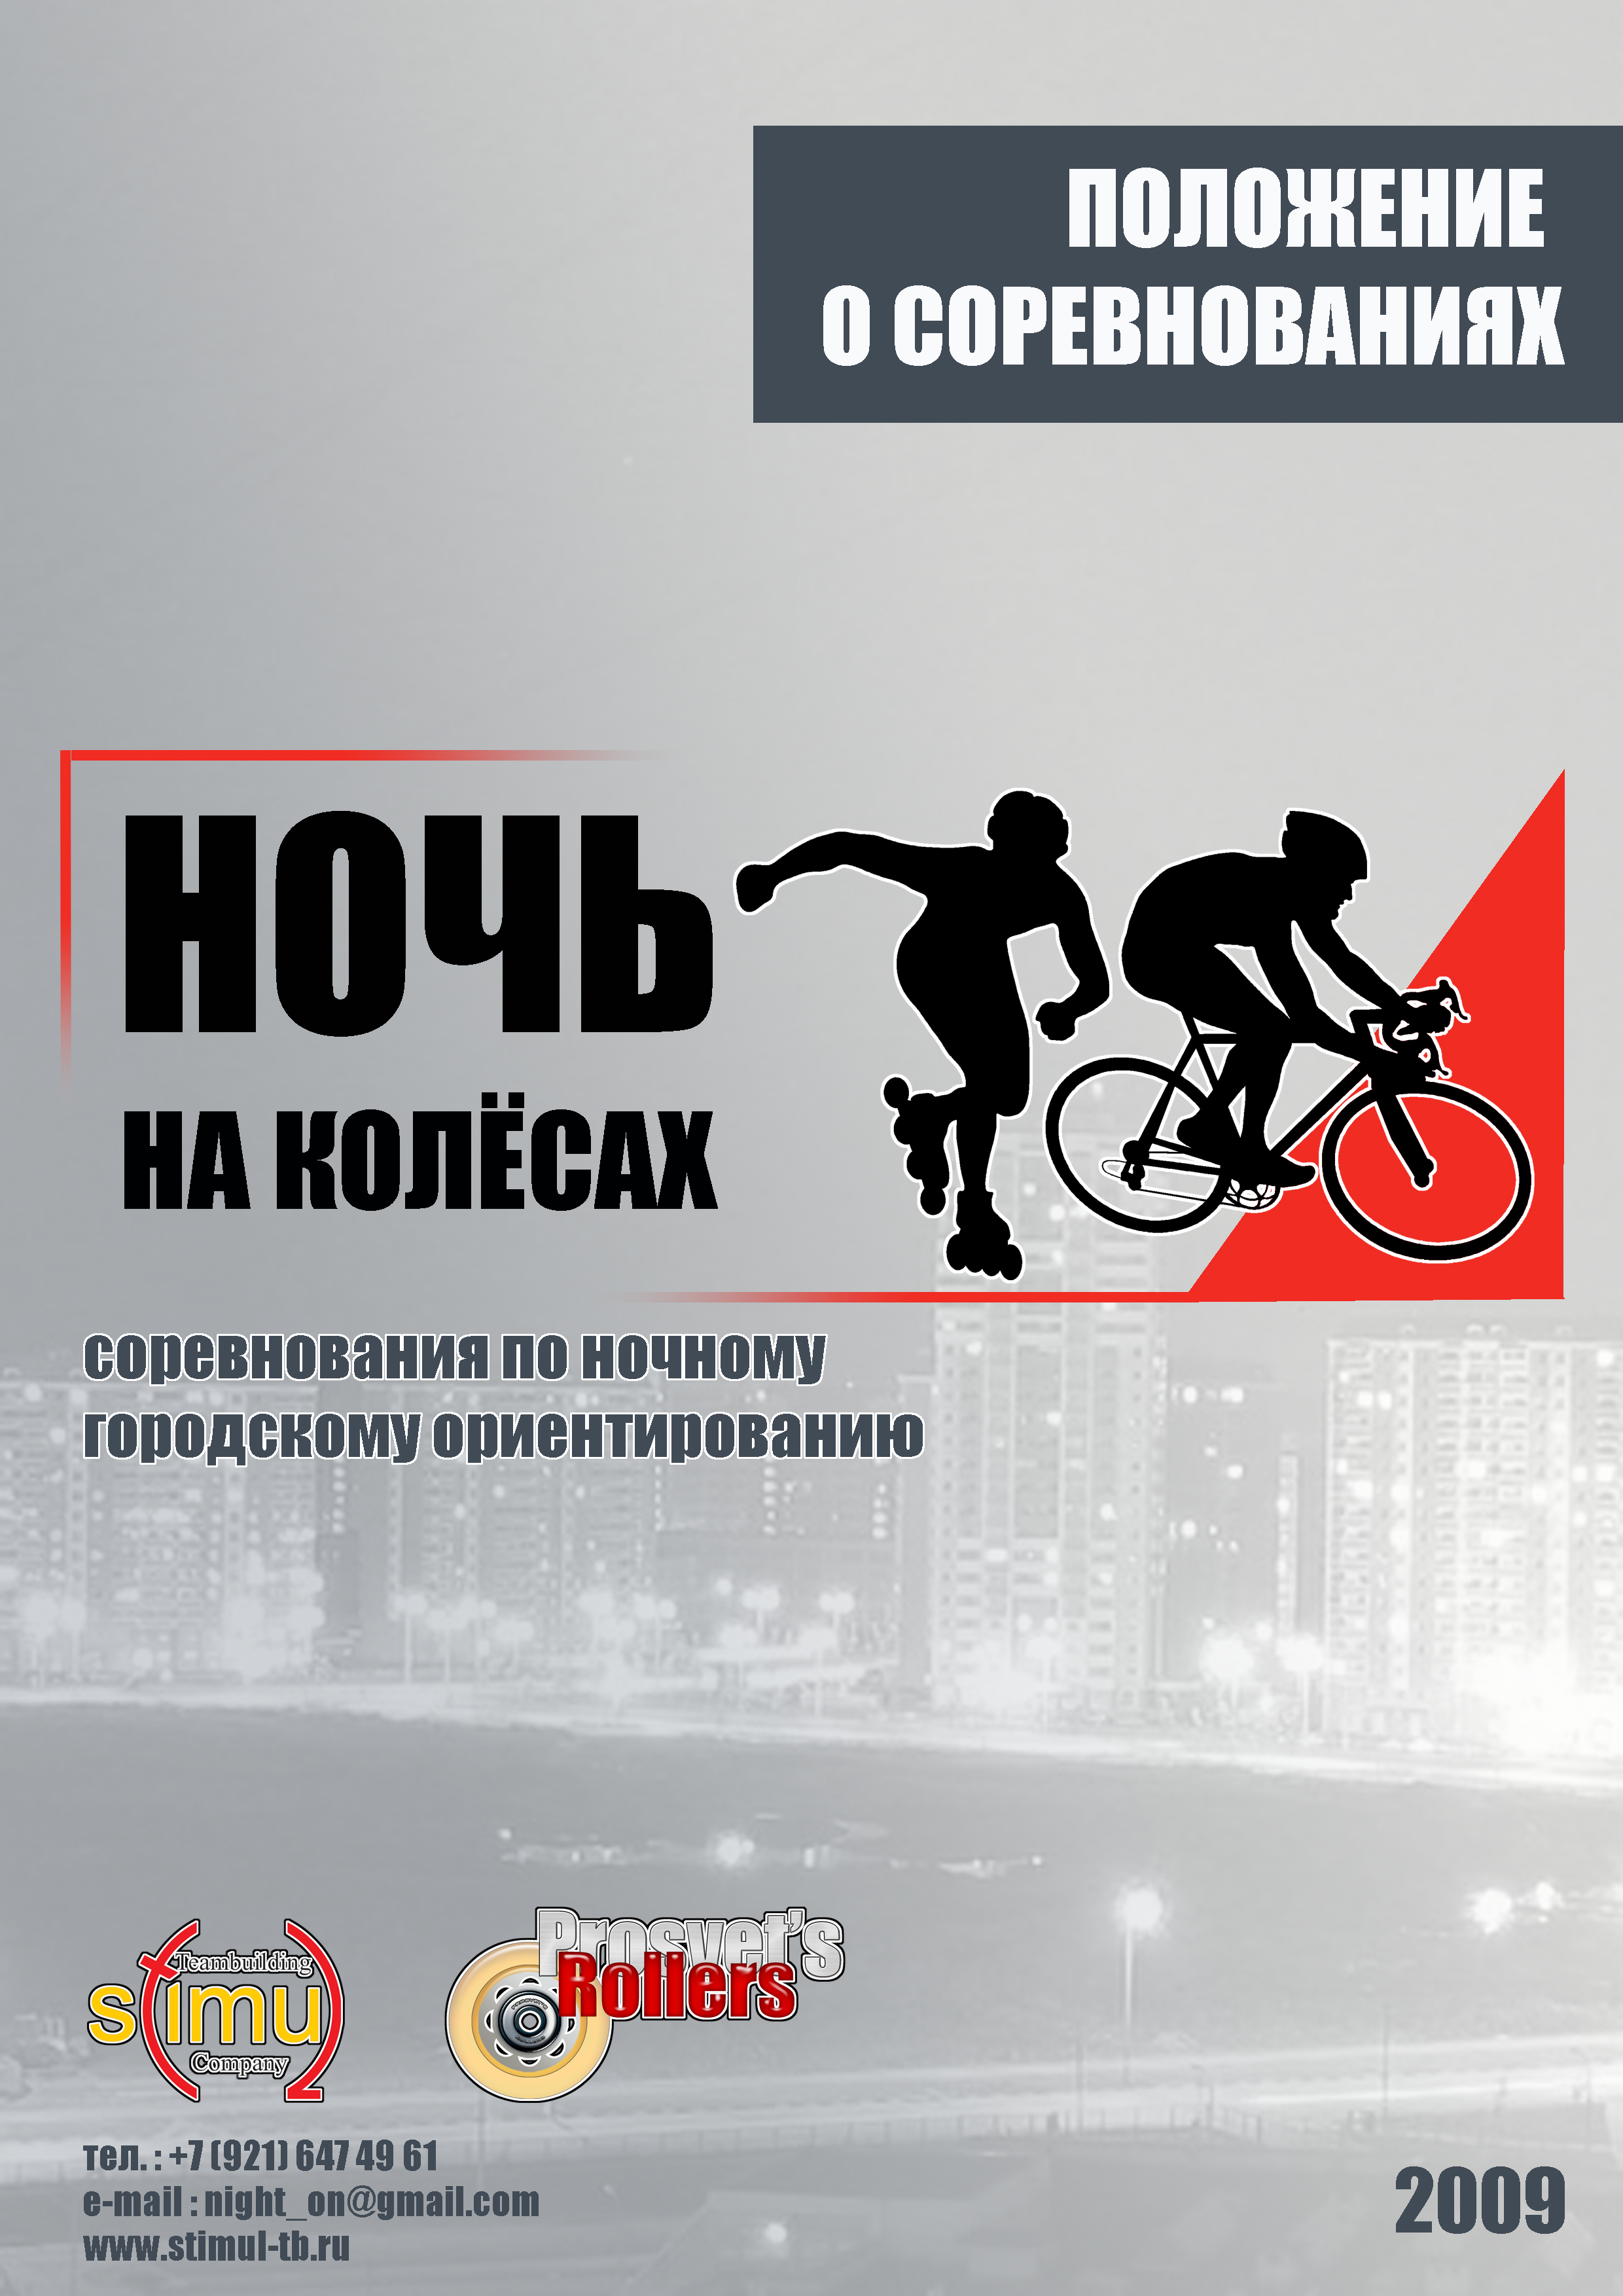 ПОЛОЖЕНИЕ
О СОРЕВНОВАНИЯХ
НОЧЬ
НА КОЛЁСАХ
соревнования по ночному
городскому ориентированию
Teambuilding
stimul
Company
Prosvet's
Rollers
тел. : +7 (921) 647 49 61
e-mail : night_on@gmail.com
www.stimul-tb.ru
2009